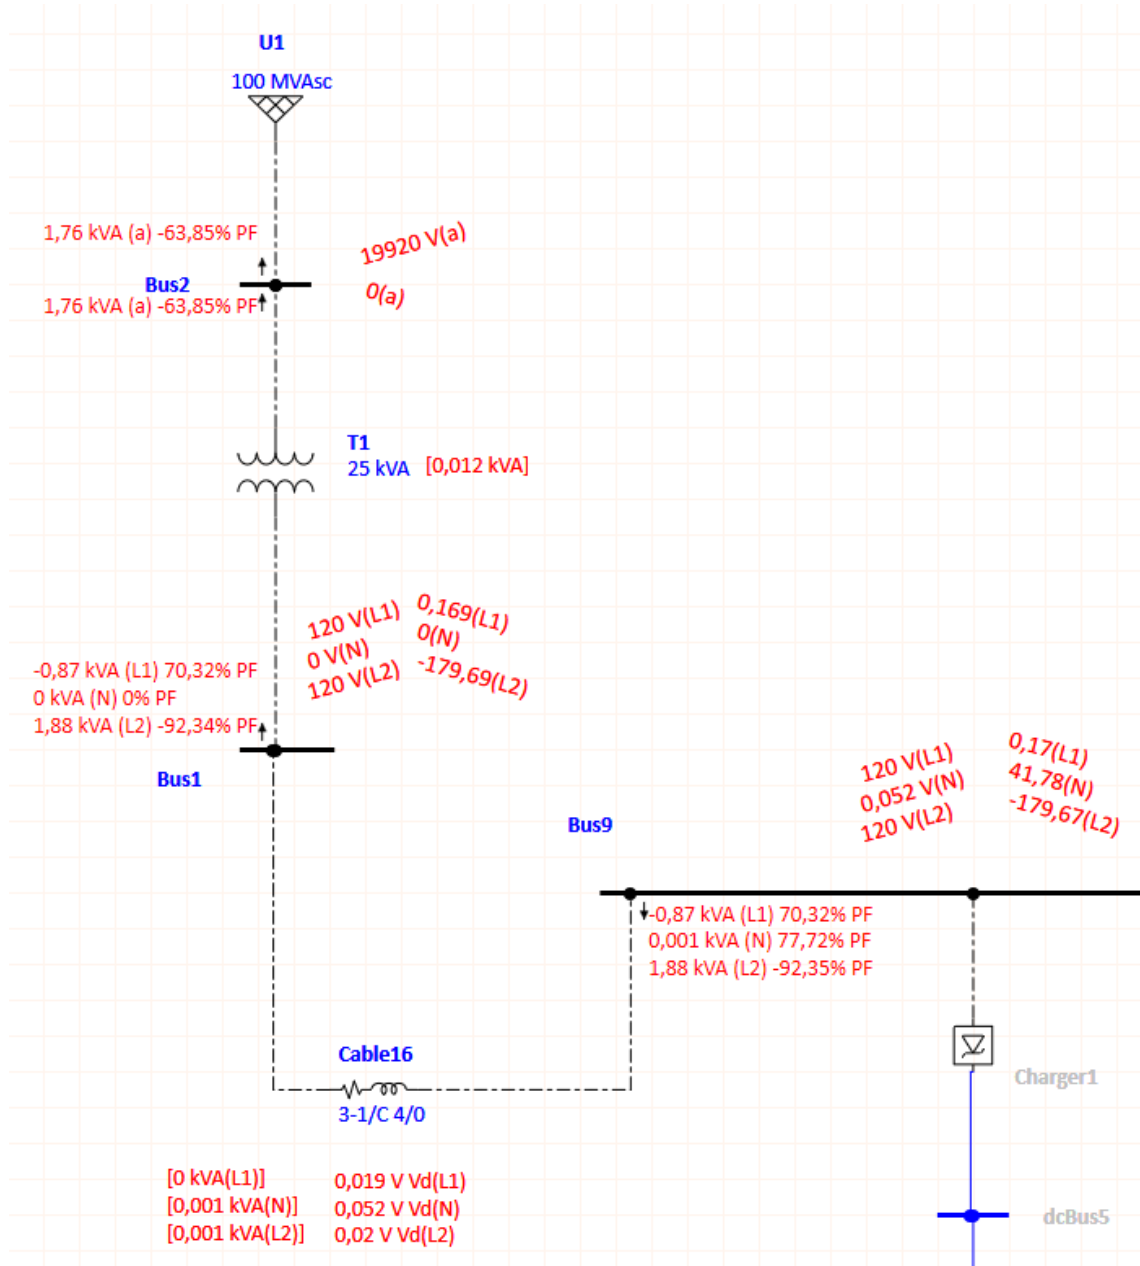 U1
100 MVAsc
1,76 kVA (a) -63,85% PF
19920 V(a)
Bus2
0(a)
1,76 kVA (a) -63,85% PF
T1
25 kVA [0,012 kVA]
120 V(L1) 0,169(L1)
0 V(N) 0(N)
120 V(L2) -179,69(L2)
-0,87 kVA (L1) 70,32% PF
0 kVA (N) 0% PF
1,88 kVA (L2) -92,34% PF
Bus1
120 V(L1) 0,17(L1)
0,052 V(N) 41,78(N)
120 V(L2) -179,67(L2)
Bus9
-0,87 kVA (L1) 70,32% PF
0,001 kVA (N) 77,72% PF
1,88 kVA (L2) -92,35% PF
Cable16
3-1/C 4/0
Charger1
[0 kVA(L1)] 0,019 V Vd(L1)
[0,001 kVA(N)] 0,052 V Vd(N)
[0,001 kVA(L2)] 0,02 V Vd(L2)
dcBus5